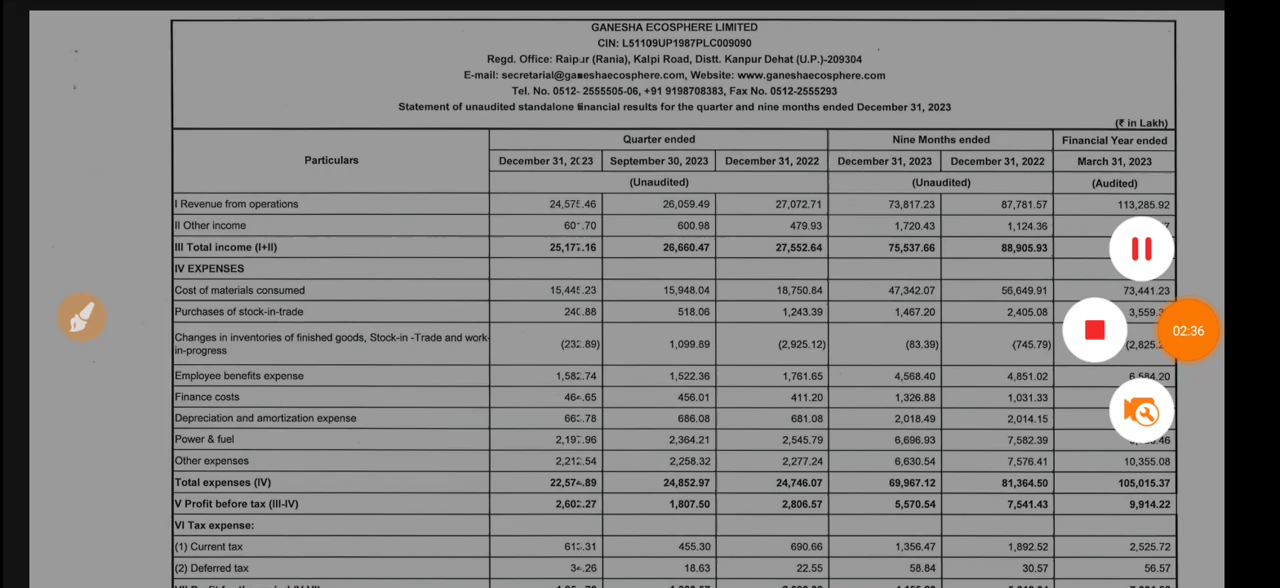 GANESHA ECOSPHERE LIMITED
CIN: L51109UP1987PLC009090
Regd. Office: Raipur (Rania), Kalpi Road, Distt. Kanpur Dehat (U.P.)-209304
E-mail: secretarial@ganeshaecosphere.com, Website: www.ganeshaecosphere.com
Tel. No. 0512- 2555505-06, +91 9198708383, Fax No. 0512-2555293
Statement of unaudited standalone financial results for the quarter and nine months ended December 31, 2023
(₹ in Lakh)
Particulars Quarter ended Nine Months ended Financial Year ended
December 31, 2023 September 30, 2023 December 31, 2022 December 31, 2023 December 31, 2022 March 31, 2023
(Unaudited) (Unaudited) (Audited)
I Revenue from operations 26,059.49 27,072.71 73,817.23 87,781.57 113,285.92
II Other income 600.98 479.93 1,720.43 1,124.36
III Total income (I+II) 26,660.47 27,552.64 75,537.66 88,905.93
IV EXPENSES
Cost of materials consumed 15,948.04 18,750.84 47,342.07 56,649.91 73,441.23
Purchases of stock-in-trade 518.06 1,243.39 1,467.20 2,405.08
Changes in inventories of finished goods, Stock-in -Trade and work-
in-progress 1,099.89 (2,925.12) (83.39) (745.79)
Employee benefits expense 1,522.36 1,761.65 4,568.40 4,851.02 6,584.20
Finance costs 456.01 411.20 1,326.88 1,031.33
Depreciation and amortization expense 686.08 681.08 2,018.49 2,014.15
Power & fuel 2,364.21 2,545.79 6,696.93 7,582.39
Other expenses 2,258.32 2,277.24 6,630.54 7,576.41 10,355.08
Total expenses (IV) 24,852.97 24,746.07 69,967.12 81,364.50 105,015.37
V Profit before tax (III-IV) 1,807.50 2,806.57 5,570.54 7,541.43 9,914.22
VI Tax expense:
(1) Current tax 455.30 690.66 1,356.47 1,892.52 2,525.72
(2) Deferred tax 18.63 22.55 58.84 30.57 56.57
02:36